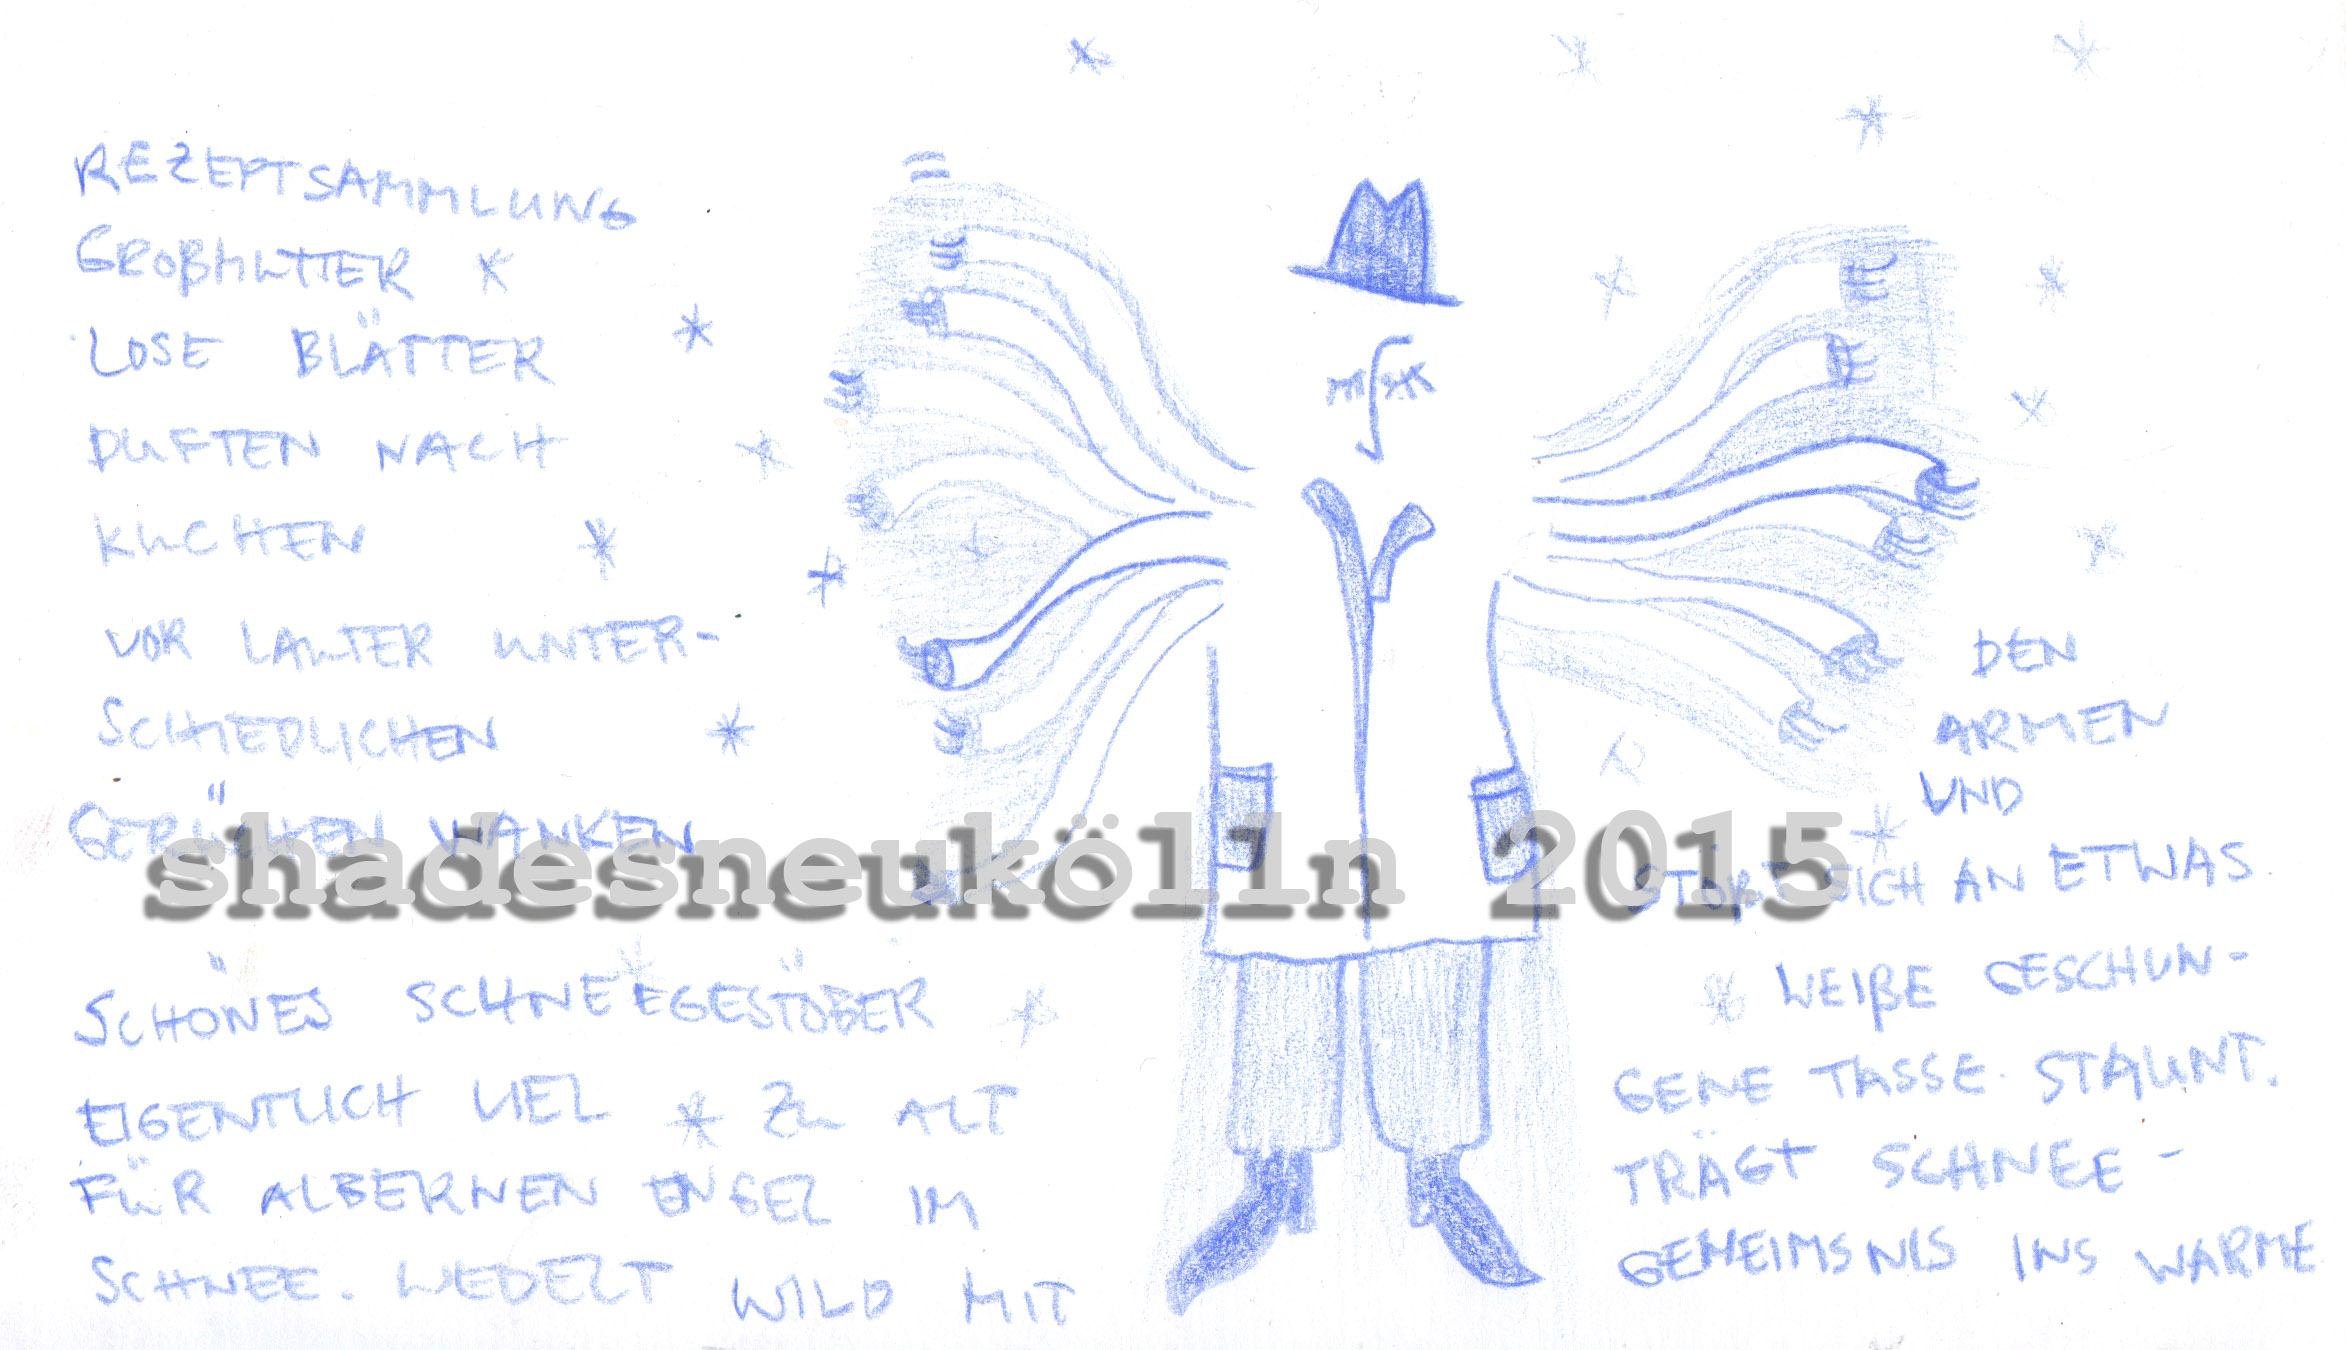 REZEPTSAMMLUNG
GROßMUTTER
LOSE BLÄTTER
DUFTEN NACH
KUCHEN
VOR LAUTER UNTER-
SCHIEDLICHEN
GERÜCHEN WANKEN
shadesneukölln 2015
SCHÖNES SCHNEEGESTÖBER
EIGENTLICH VIEL ZU ALT
FÜR ALBERNEN ENGEL IM
SCHNEE. WEDELT WILD MIT
DEN
ARMEN
UND
STÖßT SICH AN ETWAS
WEIßE GESCHUN-
GENE TASSE. STAUNT.
TRÄGT SCHNEE-
GEHEIMSNIS INS WARME